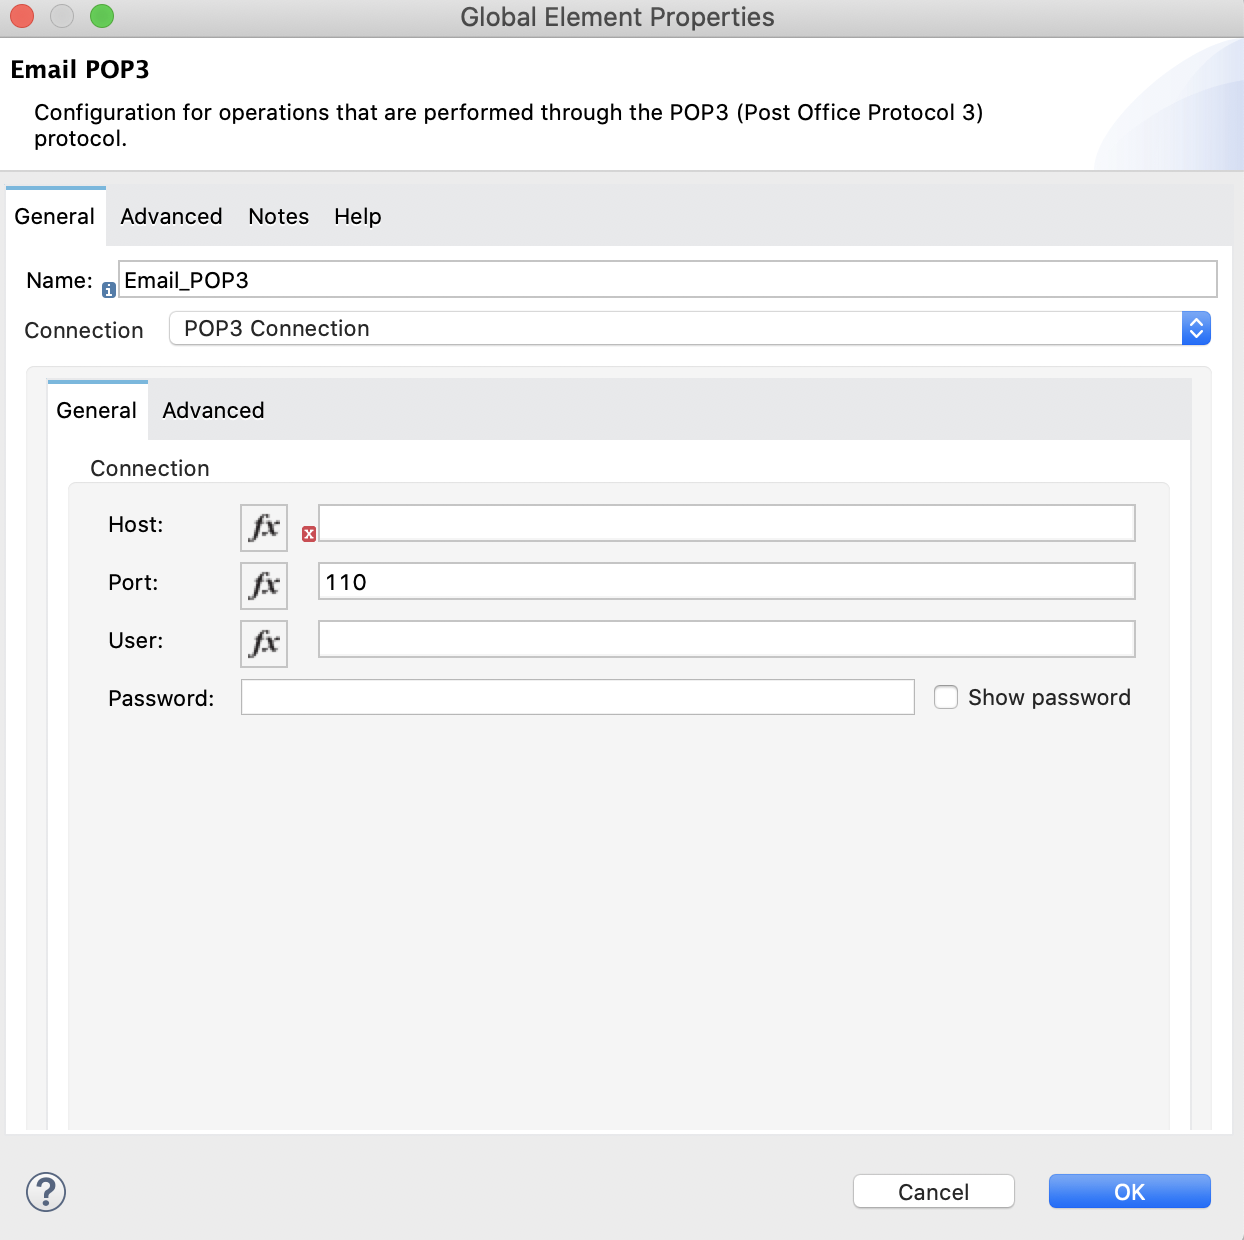 Global Element Properties
Email POP3
Configuration for operations that are performed through the POP3 (Post Office Protocol 3)
protocol.
General Advanced Notes Help
Name: Email_POP3
Connection POP3 Connection
General Advanced
Connection
Host: fx
Port: fx 110
User: fx
Password: Show password
? Cancel OK